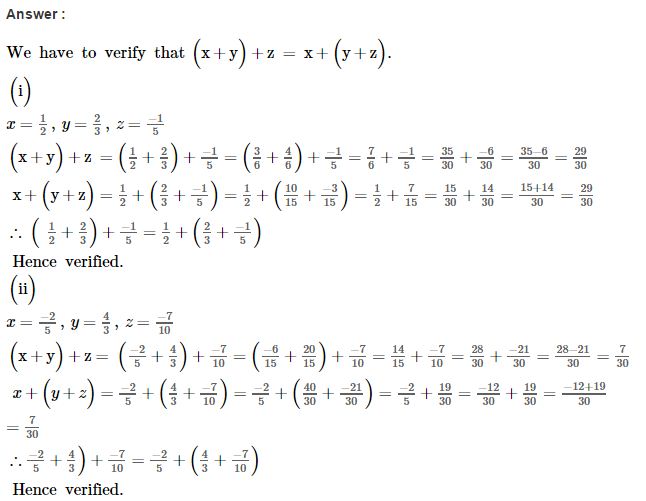 Answer :
We have to verify that (x+y)+z = x+(y+z).
(i)
x = 1/2 , y = 2/3 , z = −1/5
(x+y)+z = (1/2 + 2/3) + −1/5 = (3/6 + 4/6) + −1/5 = 7/6 + −1/5 = 35/30 + −6/30 = 35−6/30 = 29/30
x+(y+z) = 1/2 + (2/3 + −1/5) = 1/2 + (10/15 + −3/15) = 1/2 + 7/15 = 15/30 + 14/30 = 15+14/30 = 29/30
∴ (1/2 + 2/3) + −1/5 = 1/2 + (2/3 + −1/5)
Hence verified.
(ii)
x = −2/5 , y = 4/3 , z = −7/10
(x+y)+z = (−2/5 + 4/3) + −7/10 = (−6/15 + 20/15) + −7/10 = 14/15 + −7/10 = 28/30 + −21/30 = 28−21/30 = 7/30
x+(y+z) = −2/5 + (4/3 + −7/10) = −2/5 + (40/30 + −21/30) = −2/5 + 19/30 = −12/30 + 19/30 = −12+19/30
= 7/30
∴ −2/5 + 4/3) + −7/10 = −2/5 + (4/3 + −7/10)
Hence verified.